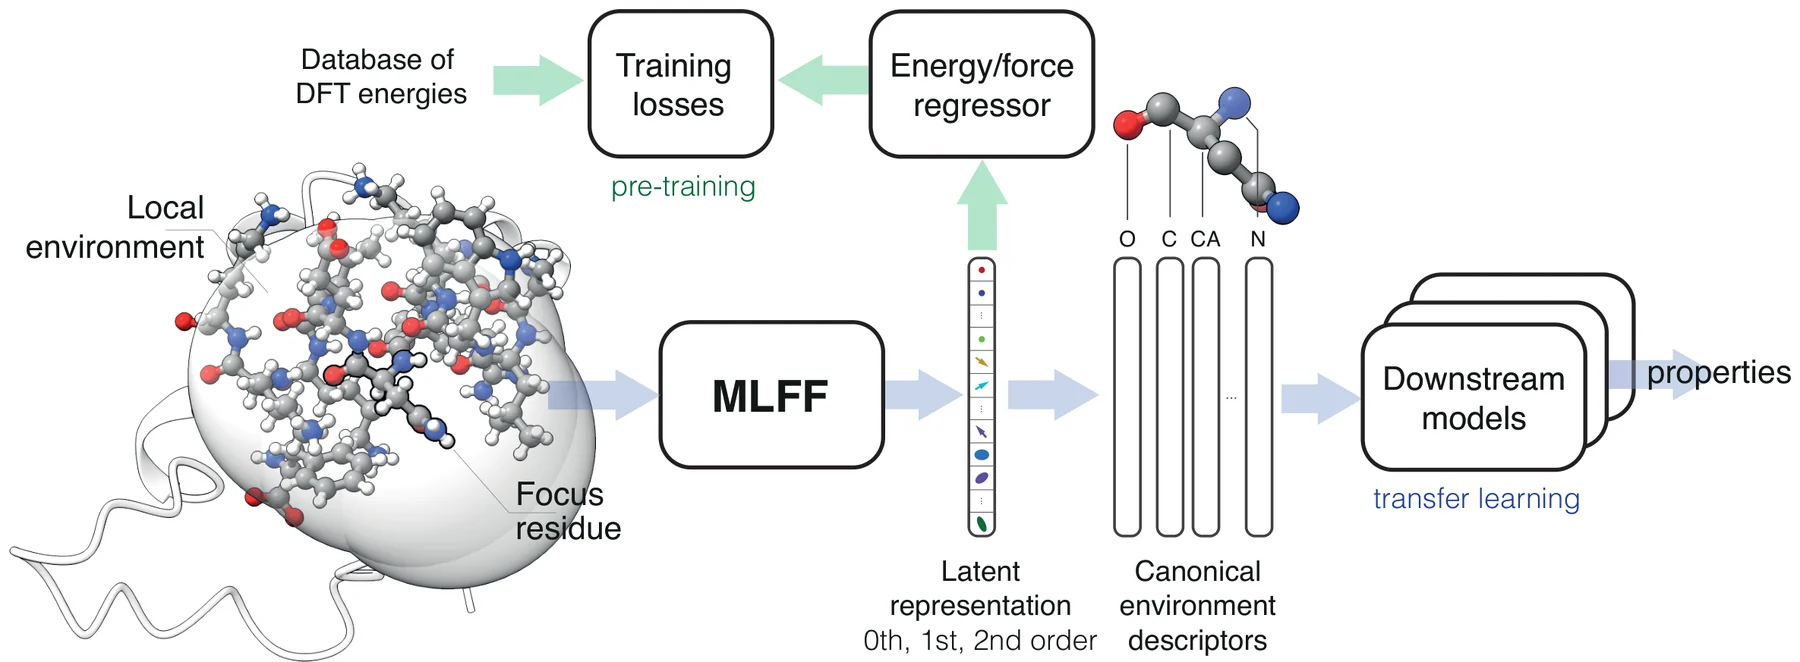 Database of
DFT energies
Training
losses
Energy/force
regressor
pre-training
Local
environment
O C CA N
MLFF
...
Downstream
models
properties
transfer learning
Focus
residue
Latent
representation
0th, 1st, 2nd order
Canonical
environment
descriptors